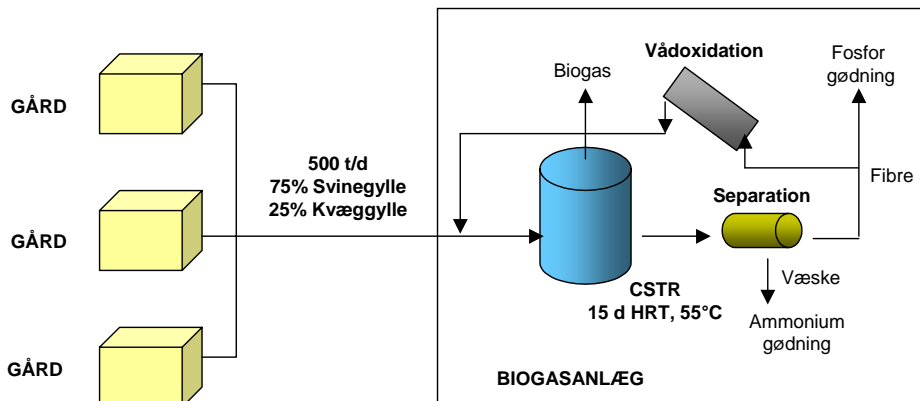 GÅRD
GÅRD
GÅRD
500 t/d
75% Svinegylle
25% Kvæggylle
Biogas
Vådoxidation
Fosfor
gødning
Fibre
Separation
Væske
CSTR
15 d HRT, 55°C
Ammonium
gødning
BIOGASANLÆG